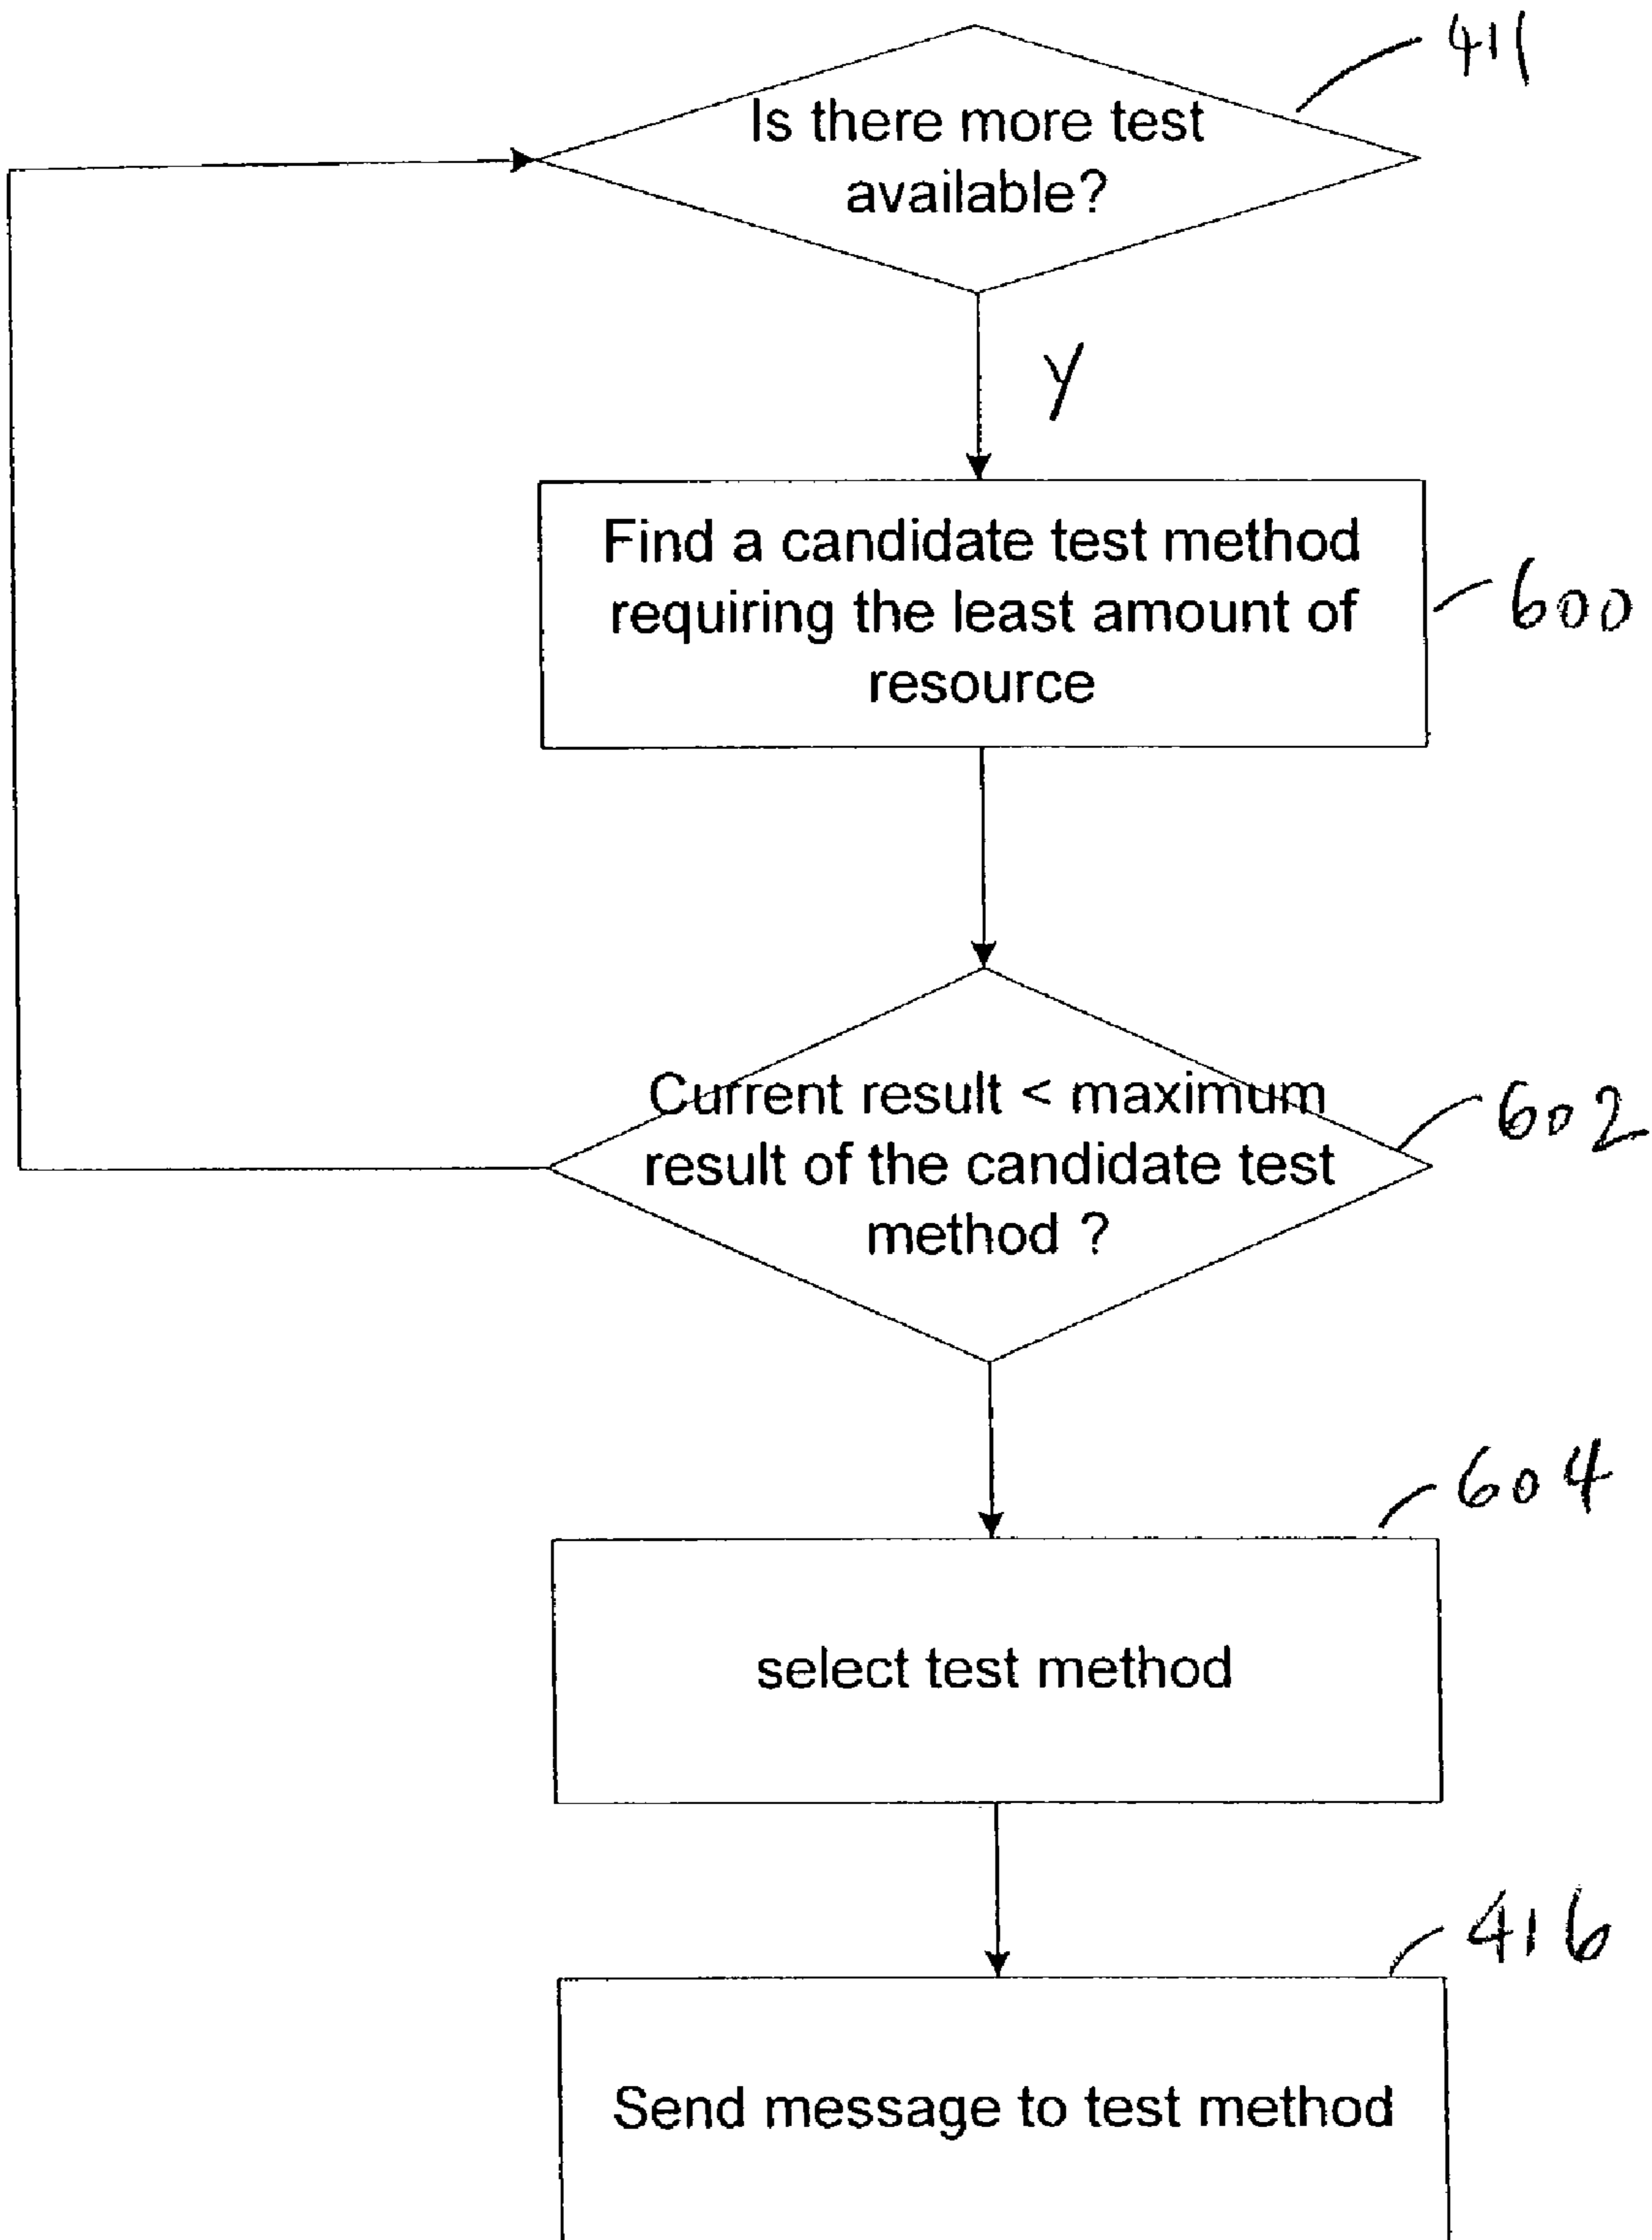 411
Is there more test
available?
Y
Find a candidate test method
requiring the least amount of
resource
600
Current result < maximum
result of the candidate test
method ?
602
604
select test method
416
Send message to test method